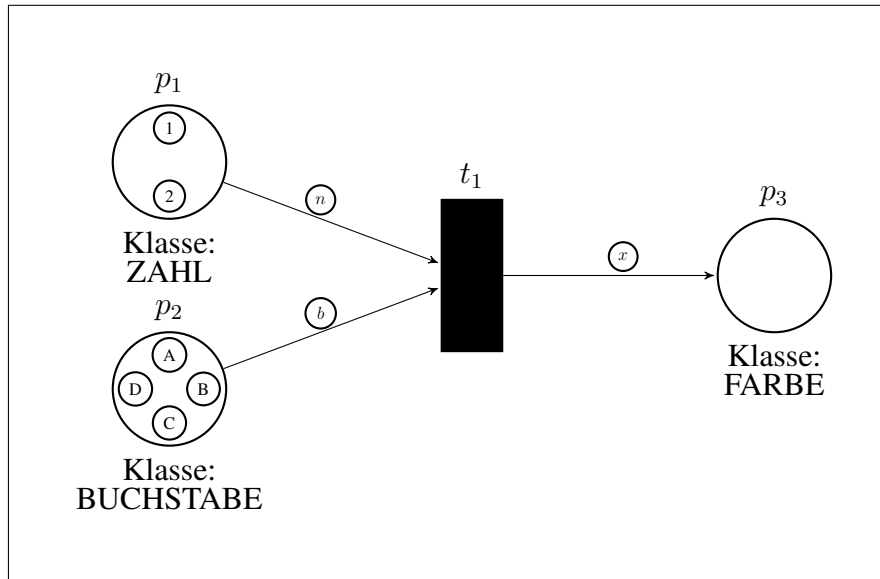 p₁
1
2
Klasse:
ZAHL
n
p₂
A
D
B
C
Klasse:
BUCHSTABE
b
t₁
x
p₃
Klasse:
FARBE